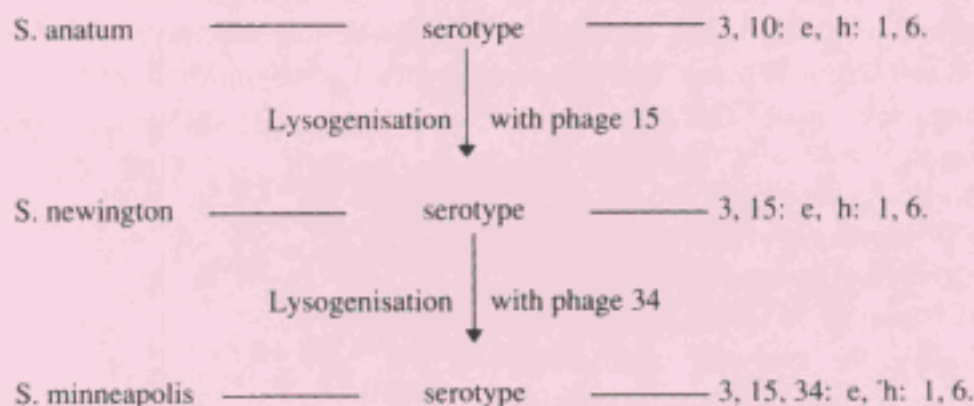 S. anatum serotype 3, 10: e, h: 1, 6.
Lysogenisation with phage 15
S. newington serotype 3, 15: e, h: 1, 6.
Lysogenisation with phage 34
S. minneapolis serotype 3, 15, 34: e, h: 1, 6.